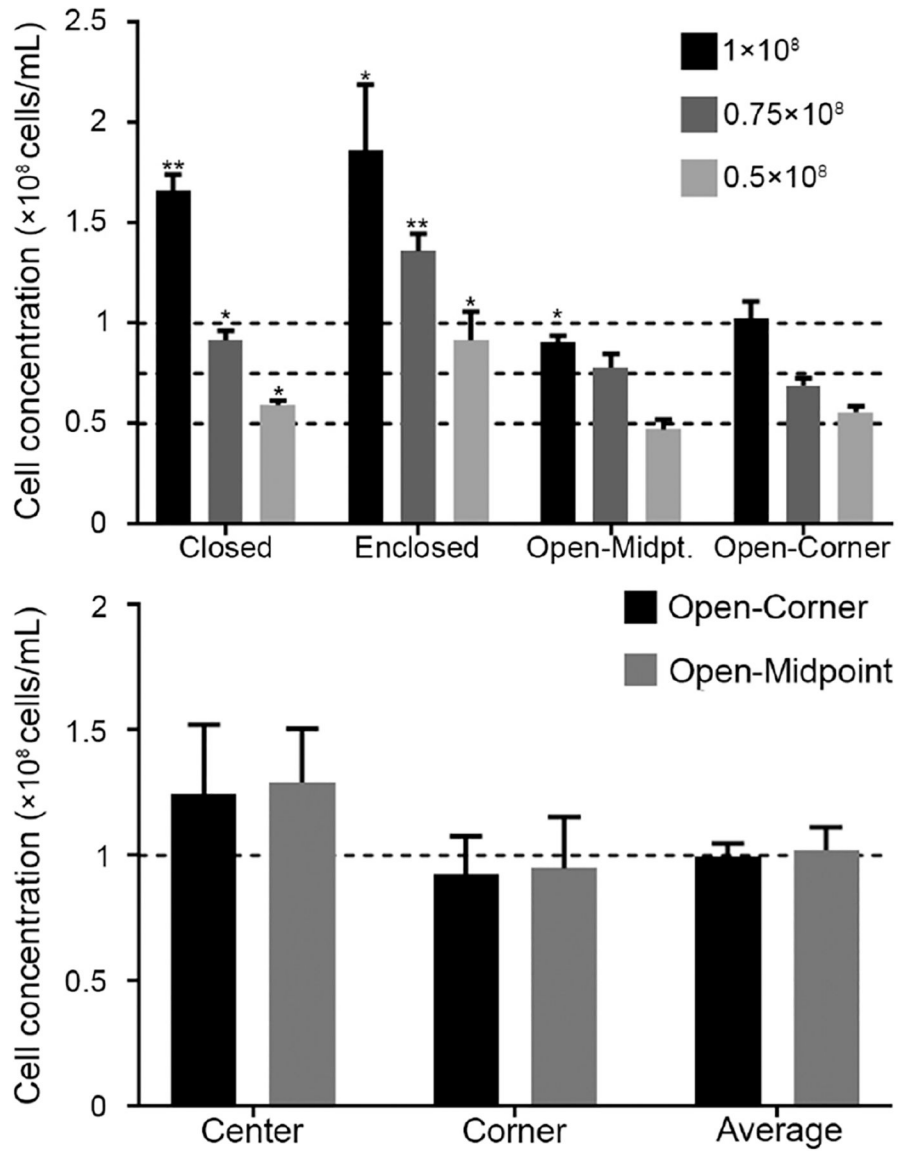 Cell concentration (×10⁸ cells/mL)
2.5
2
1.5
1
0.5
0
1×10⁸
0.75×10⁸
0.5×10⁸
** * *
* ** *
*
Closed Enclosed Open-Midpt. Open-Corner
Cell concentration (×10⁸ cells/mL)
2
1.5
1
0.5
0
Open-Corner
Open-Midpoint
Center Corner Average